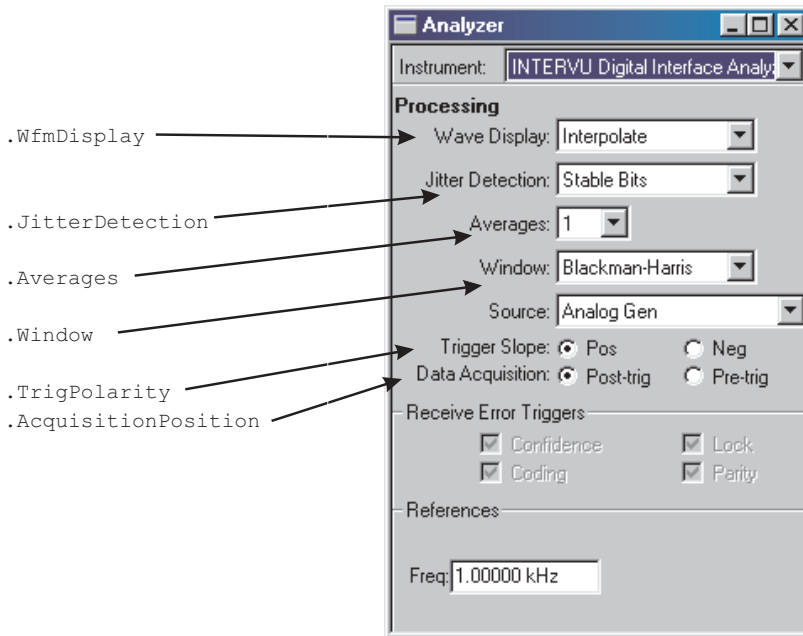 Analyzer
Instrument: INTERVU Digital Interface Analy
Processing
.WfmDisplay
Wave Display: Interpolate
Jitter Detection: Stable Bits
.JitterDetection
Averages: 1
.Averages
Window: Blackman-Harris
Source: Analog Gen
.Window
Trigger Slope: Pos Neg
.TrigPolarity
Data Acquisition: Post-trig Pre-trig
.AcquisitionPosition
Receive Error Triggers
Confidence Lock
Coding Parity
References
Freq: 1.00000 kHz